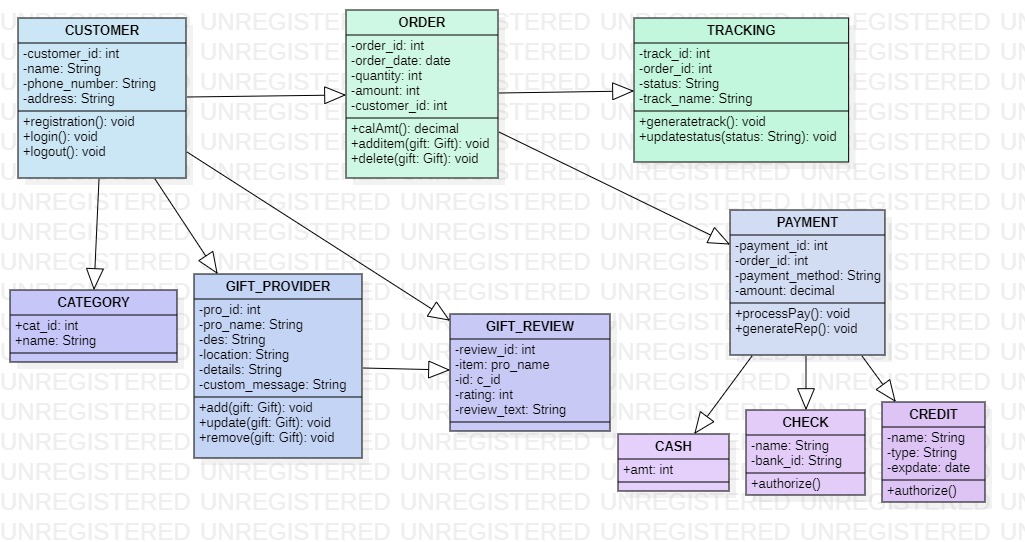 CUSTOMER
-customer_id: int
-name: String
-phone_number: String
-address: String
+registration(): void
+login(): void
+logout(): void
ORDER
-order_id: int
-order_date: date
-quantity: int
-amount: int
-customer_id: int
+calAmt(): decimal
+additem(gift: Gift): void
+delete(gift: Gift): void
TRACKING
-track_id: int
-order_id: int
-status: String
-track_name: String
+generatetrack(): void
+updatestatus(status: String): void
PAYMENT
-payment_id: int
-order_id: int
-payment_method: String
-amount: decimal
+processPay(): void
+generateRep(): void
CATEGORY
+cat_id: int
+name: String
GIFT_PROVIDER
-pro_id: int
-pro_name: String
-des: String
-location: String
-details: String
-custom_message: String
+add(gift: Gift): void
+update(gift: Gift): void
+remove(gift: Gift): void
GIFT_REVIEW
-review_id: int
-item: pro_name
-id: c_id
-rating: int
-review_text: String
CASH
+amt: int
CHECK
-name: String
-bank_id: String
+authorize()
CREDIT
-name: String
-type: String
-expdate: date
+authorize()
UNREGISTERED